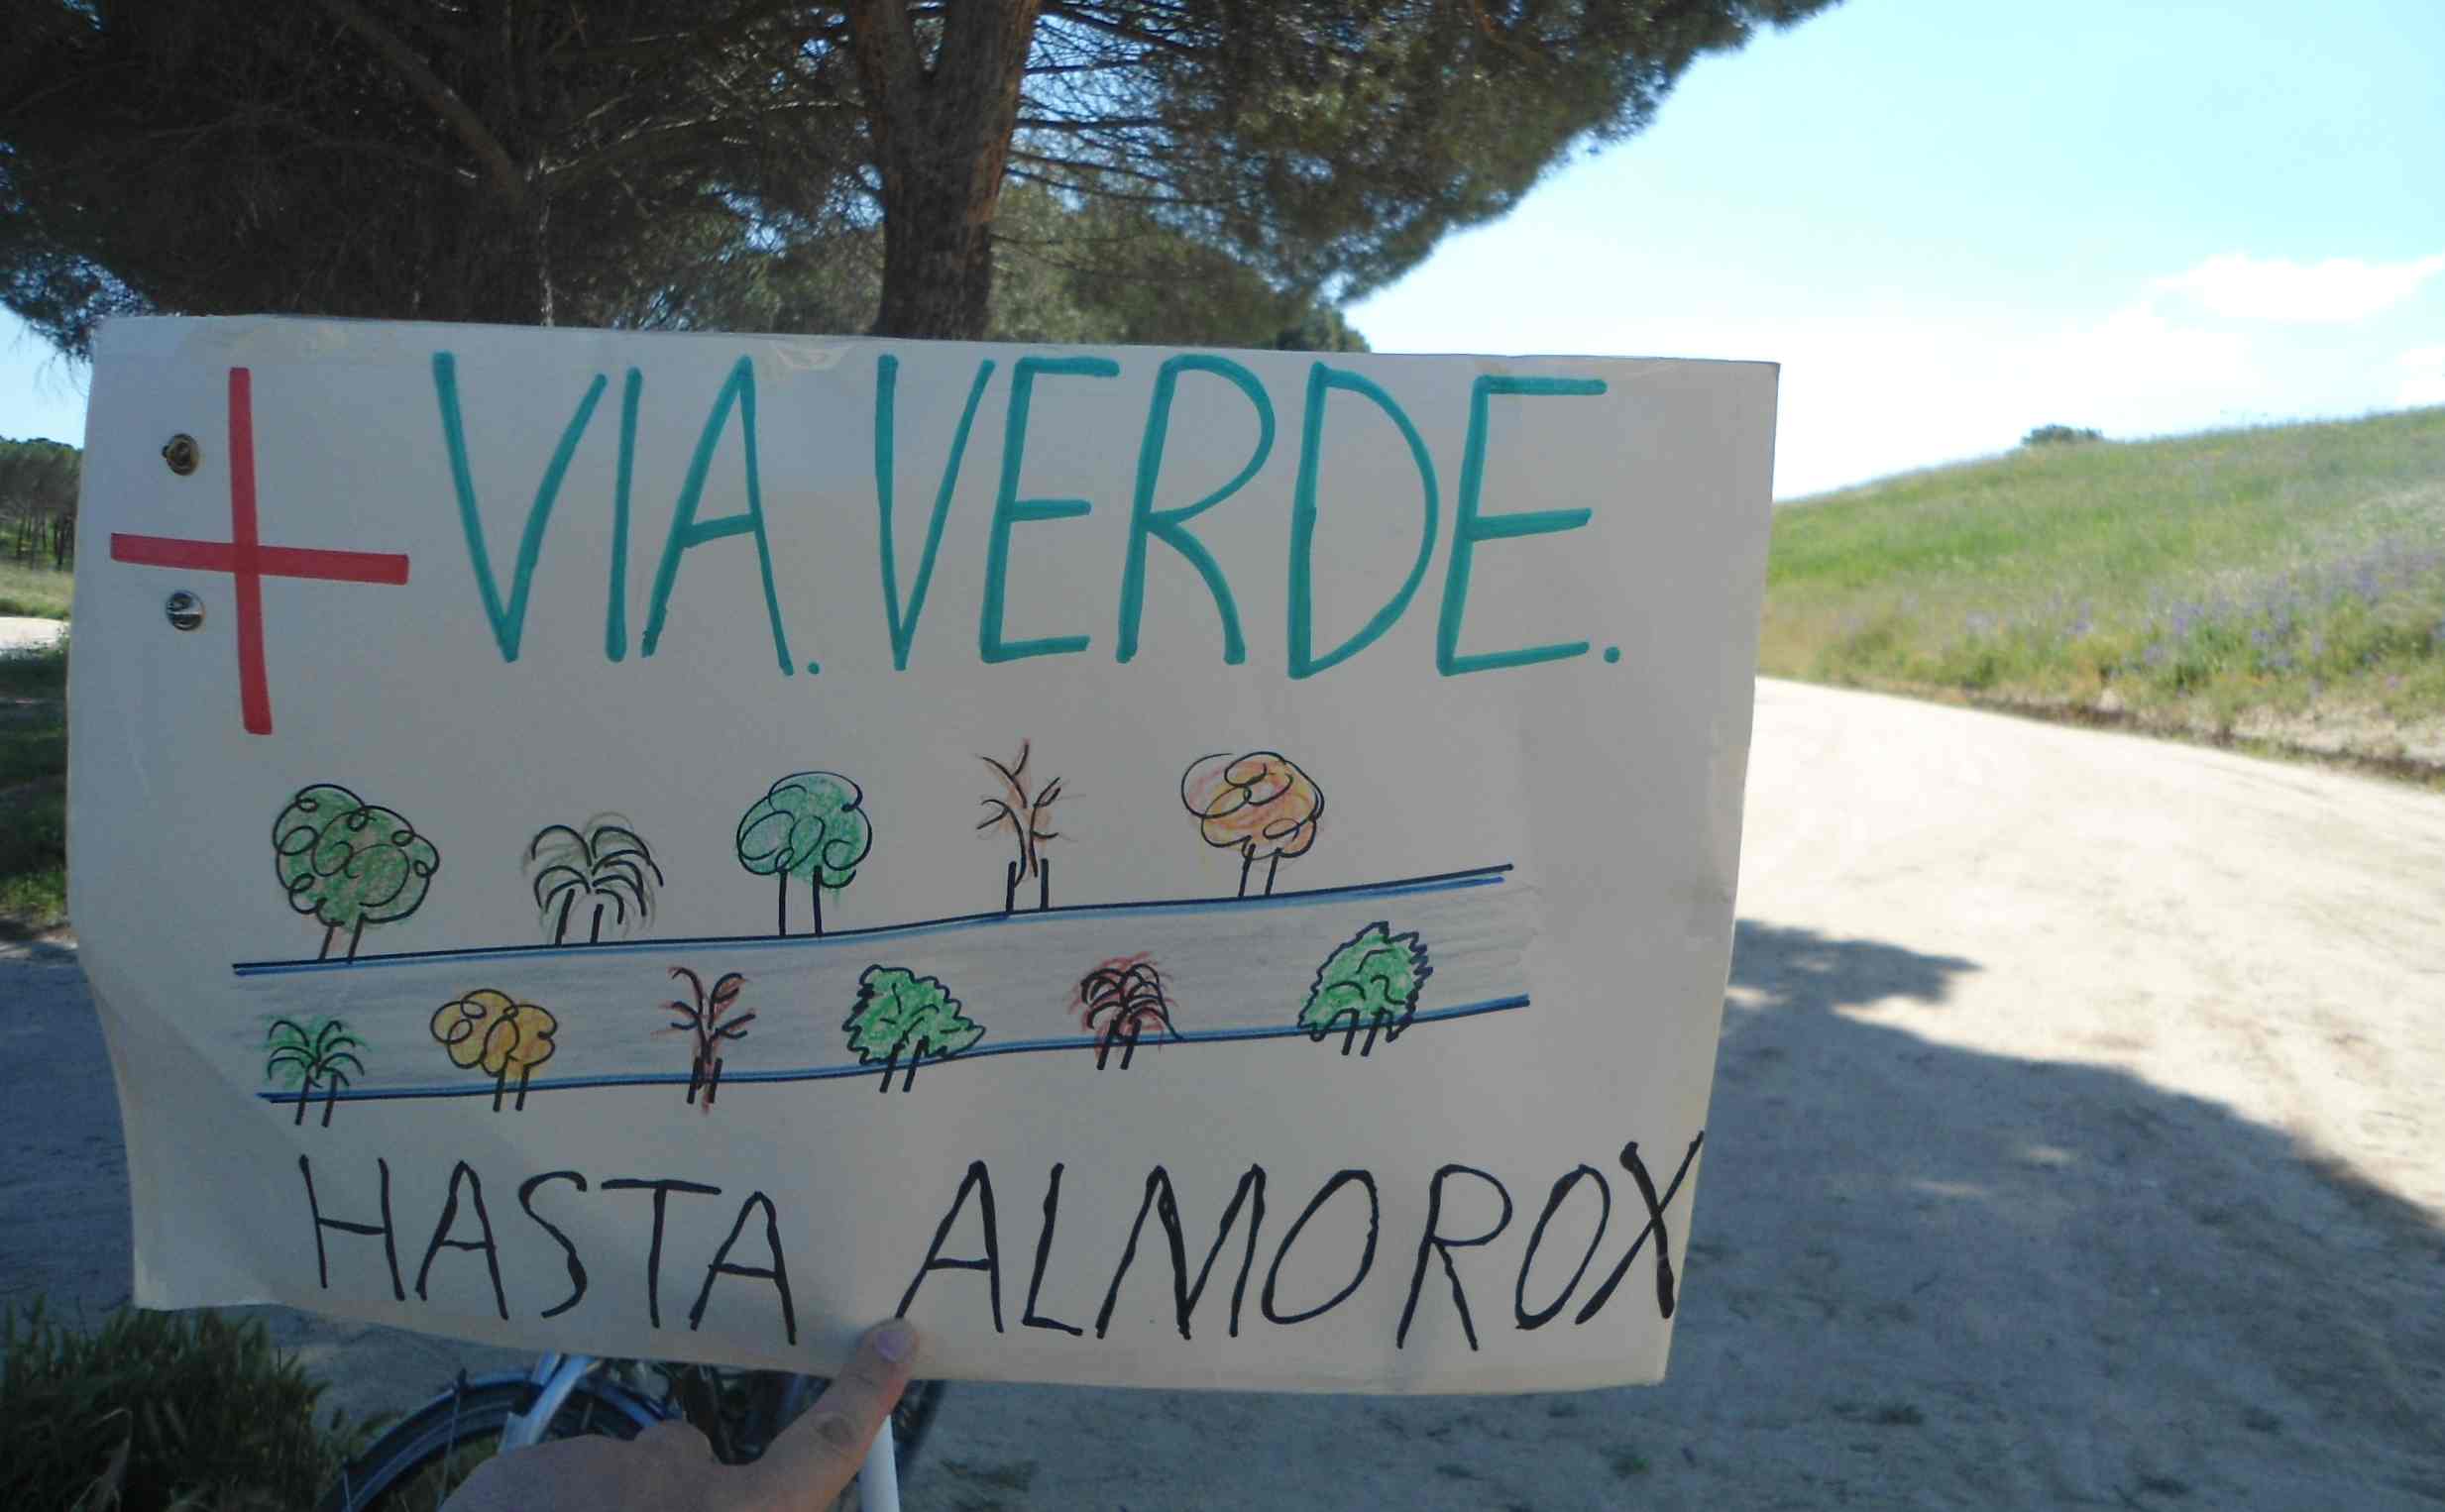 + VIA. VERDE.
HASTA ALMOROX